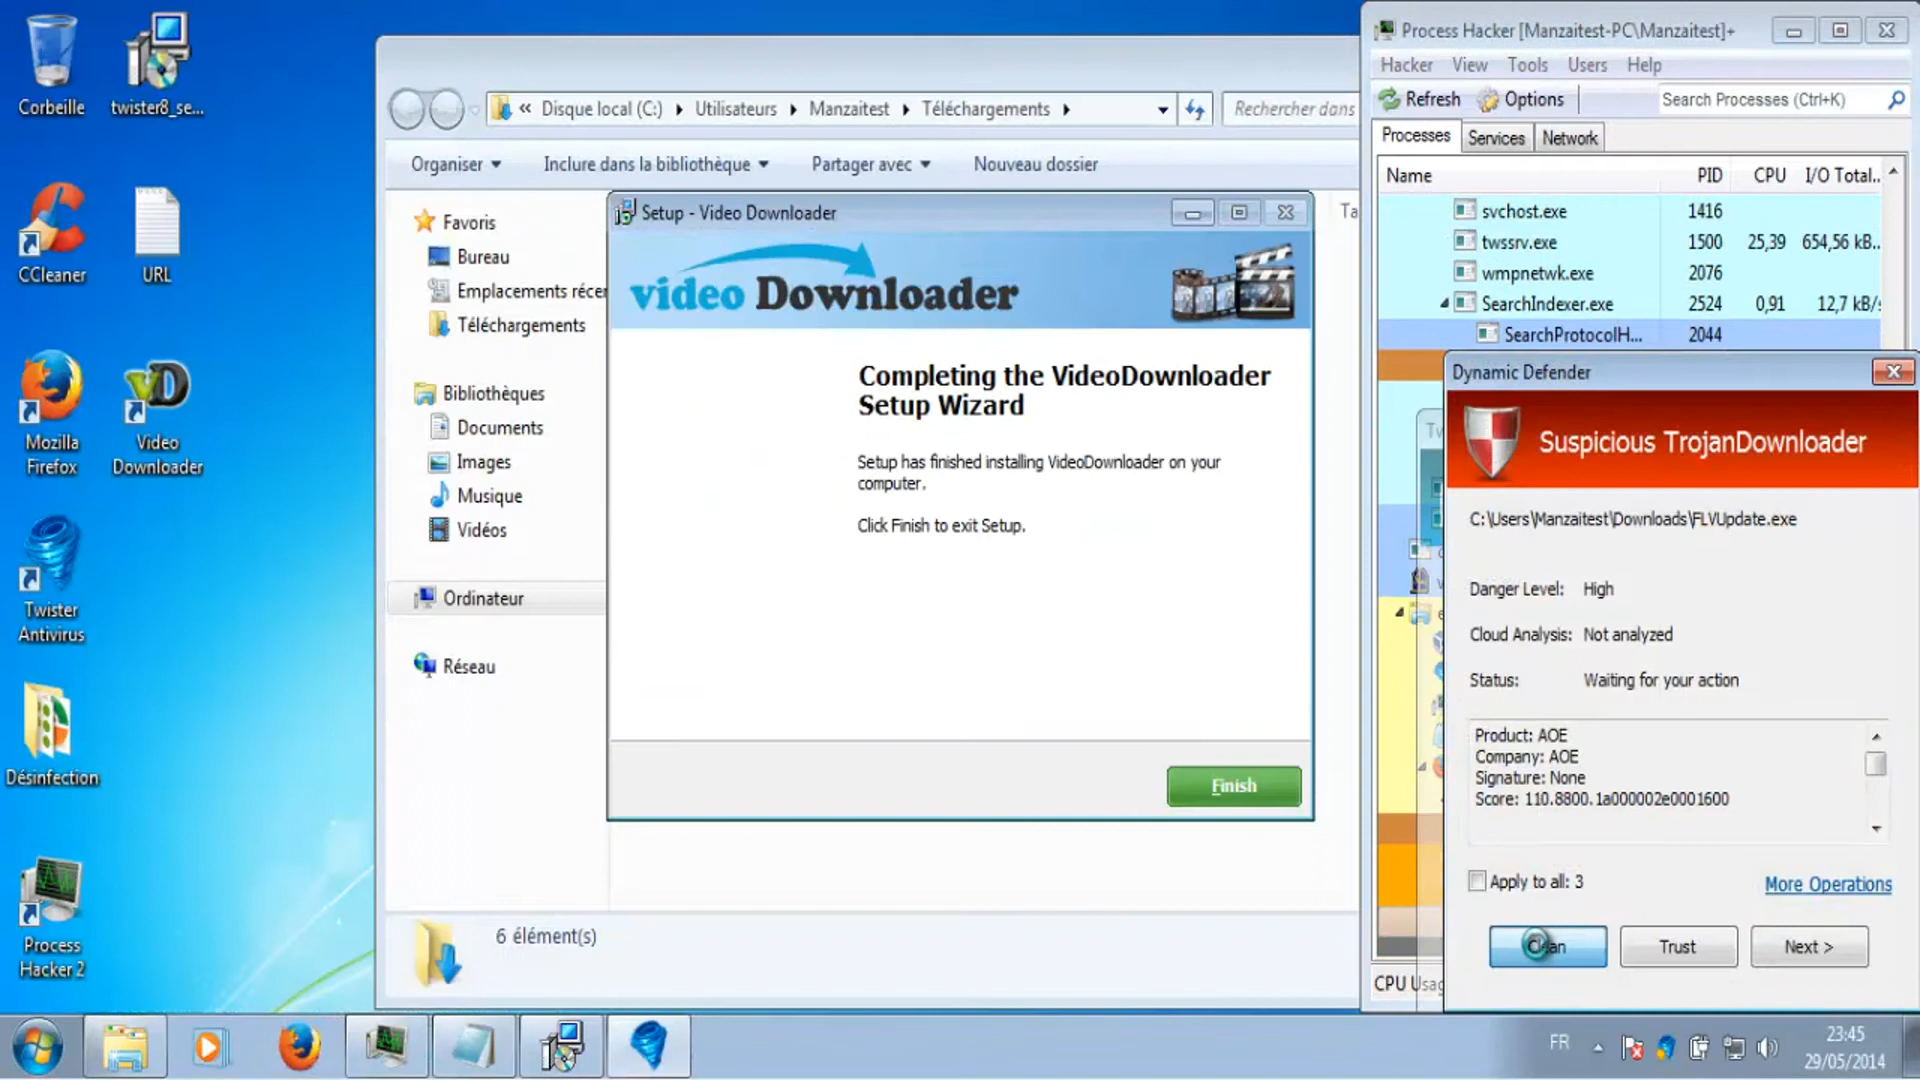 Corbeille
twister8_se...
CCleaner
URL
Mozilla
Firefox
Video
Downloader
Twister
Antivirus
Désinfection
Process
Hacker 2
« Disque local (C:) Utilisateurs Manzaitest Téléchargements
Rechercher dans
Organiser
Inclure dans la bibliothèque
Partager avec
Nouveau dossier
Ta
Favoris
Bureau
Emplacements récen
Téléchargements
Bibliothèques
Documents
Images
Musique
Vidéos
Ordinateur
Réseau
6 élément(s)
Setup - Video Downloader
video Downloader
Completing the VideoDownloader
Setup Wizard
Setup has finished installing VideoDownloader on your
computer.
Click Finish to exit Setup.
Finish
Process Hacker [Manzaitest-PC\Manzaitest]+
Hacker View Tools Users Help
Refresh Options Search Processes (Ctrl+K)
Processes Services Network
Name PID CPU I/O Total...
svchost.exe 1416
twssrv.exe 1500 25,39 654,56 kB...
wmpnetwk.exe 2076
SearchIndexer.exe 2524 0,91 12,7 kB/s
SearchProtocolH... 2044
Tw
Dynamic Defender
Suspicious TrojanDownloader
C:\Users\Manzaitest\Downloads\FLVUpdate.exe
Danger Level: High
Cloud Analysis: Not analyzed
Status: Waiting for your action
Product: AOE
Company: AOE
Signature: None
Score: 110.8800.1a000002e0001600
Apply to all: 3
More Operations
Clean
Trust
Next >
CPU Usag
FR
23:45
29/05/2014